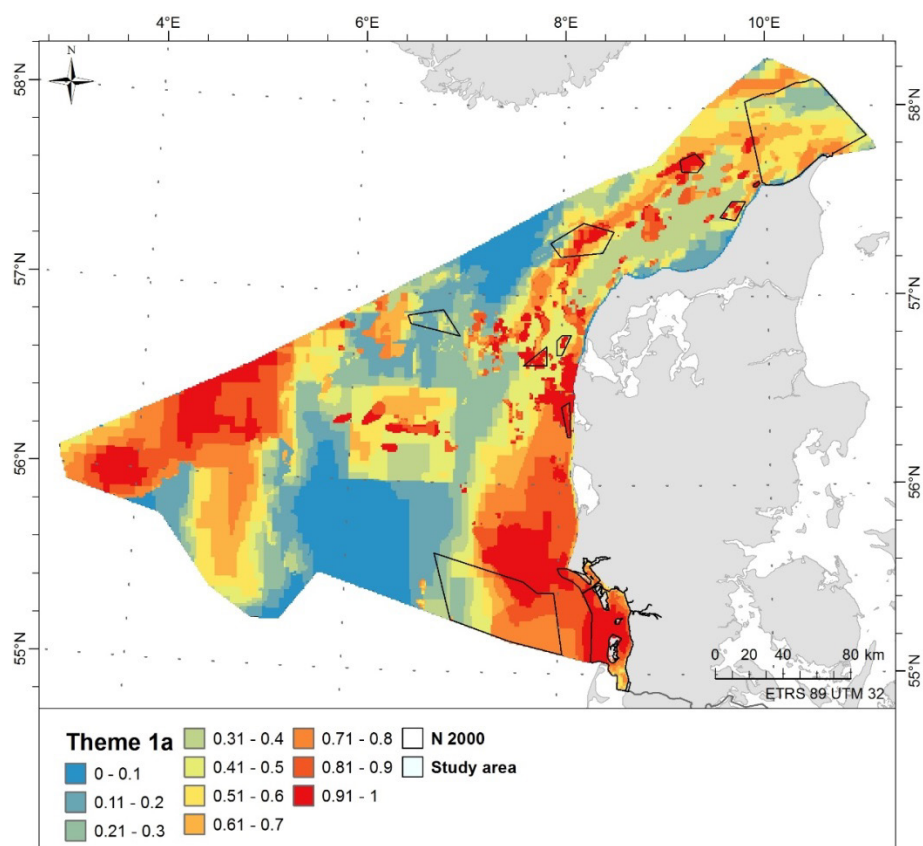 4°E 6°E 8°E 10°E
N
58°N 58°N
57°N 57°N
56°N 56°N
55°N 55°N
0 20 40 60 80 km
ETRS 89 UTM 32
Theme 1a
0 - 0.1
0.11 - 0.2
0.21 - 0.3
0.31 - 0.4
0.41 - 0.5
0.51 - 0.6
0.61 - 0.7
0.71 - 0.8
0.81 - 0.9
0.91 - 1
N 2000
Study area